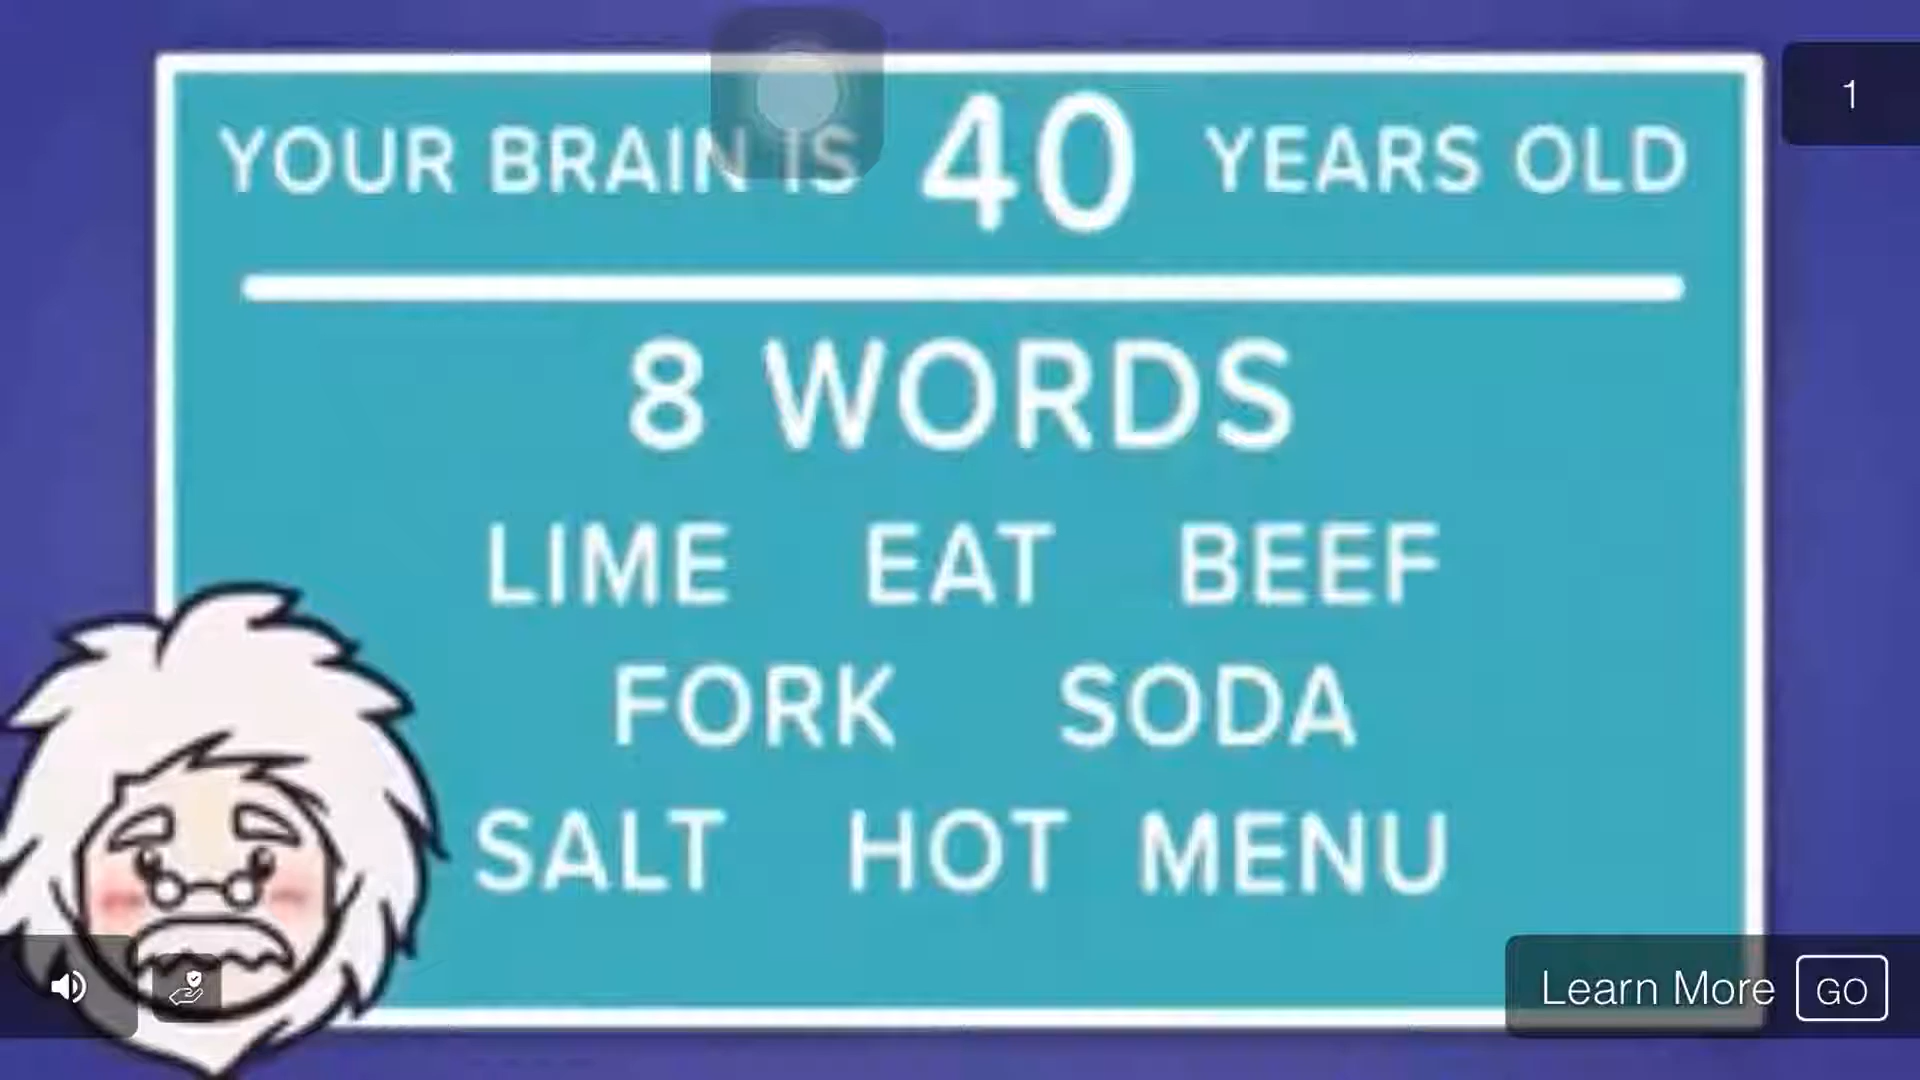 1
YOUR BRAIN IS 40 YEARS OLD
8 WORDS
LIME EAT BEEF
FORK SODA
SALT HOT MENU
Learn More GO